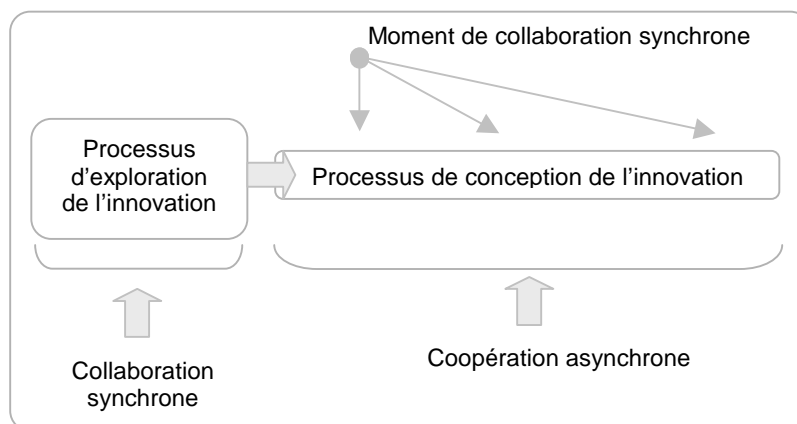 Moment de collaboration synchrone
Processus
d’exploration
de l’innovation
Processus de conception de l’innovation
Collaboration
synchrone
Coopération asynchrone